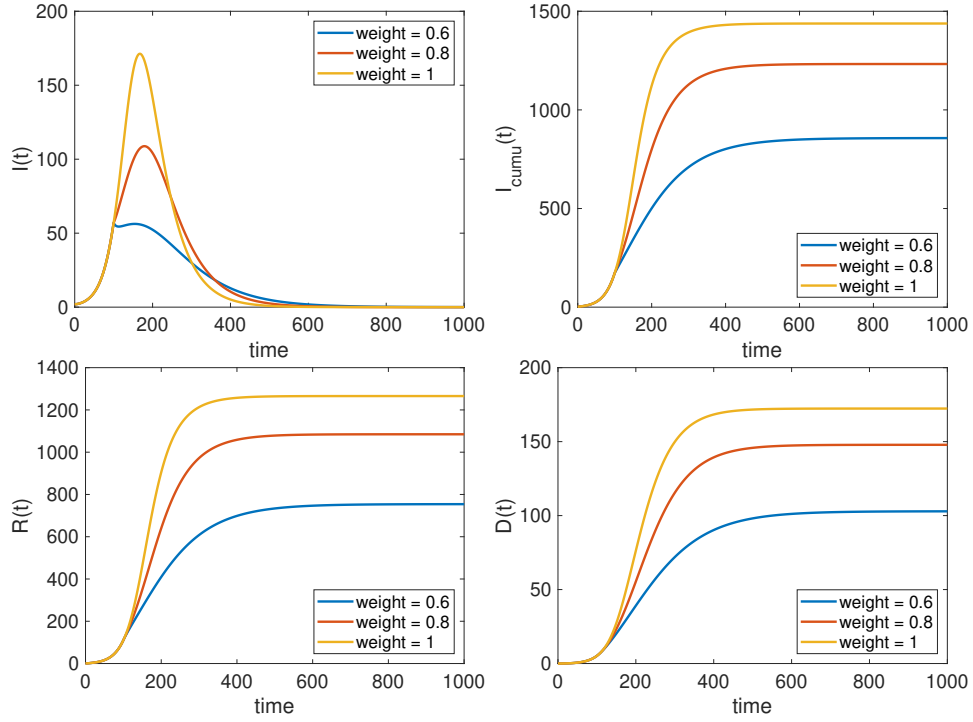 200
150
100
50
0
I(t)
0 200 400 600 800 1000
time
weight = 0.6
weight = 0.8
weight = 1
1500
1000
500
0
I_cumu(t)
0 200 400 600 800 1000
time
weight = 0.6
weight = 0.8
weight = 1
1400
1200
1000
800
600
400
200
0
R(t)
0 200 400 600 800 1000
time
weight = 0.6
weight = 0.8
weight = 1
200
150
100
50
0
D(t)
0 200 400 600 800 1000
time
weight = 0.6
weight = 0.8
weight = 1